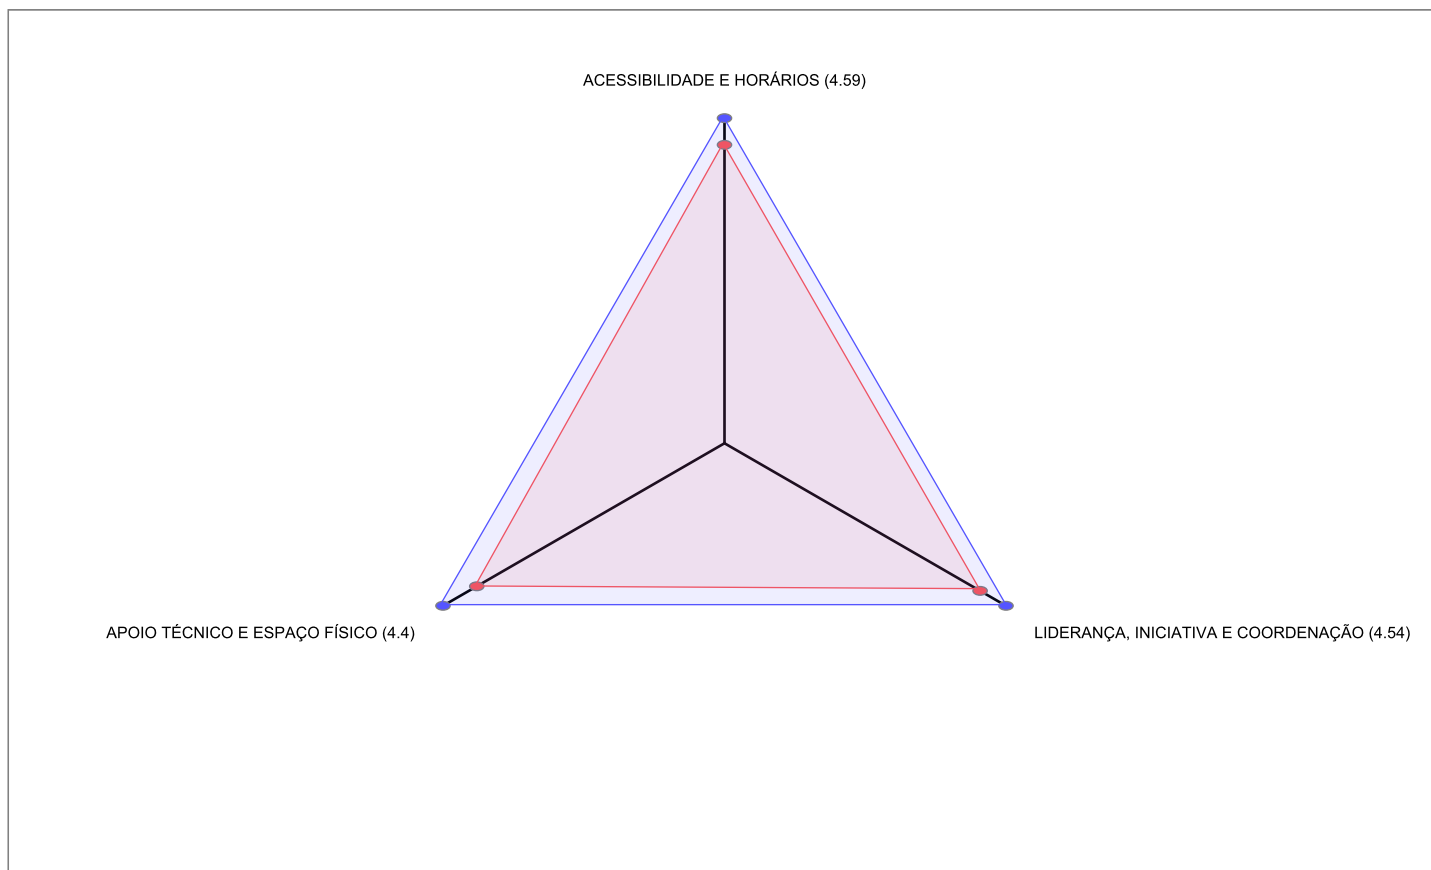 ACESSIBILIDADE E HORÁRIOS (4.59)
APOIO TÉCNICO E ESPAÇO FÍSICO (4.4)
LIDERANÇA, INICIATIVA E COORDENAÇÃO (4.54)